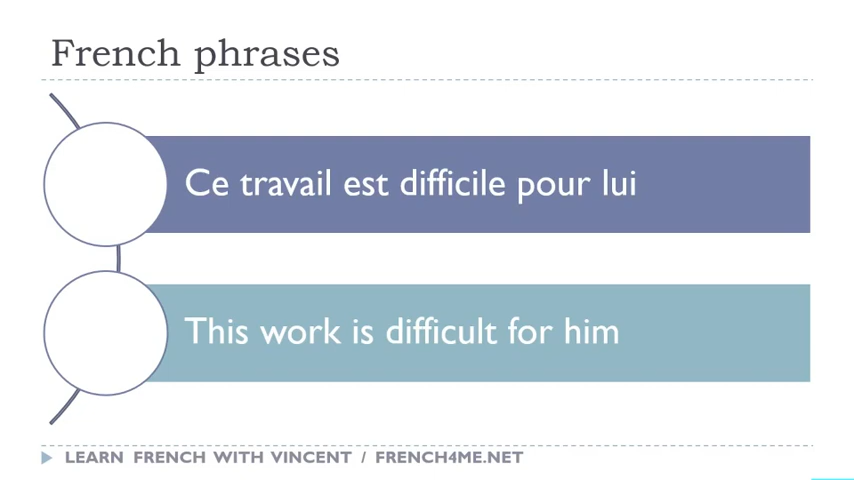 French phrases
Ce travail est difficile pour lui
This work is difficult for him
LEARN FRENCH WITH VINCENT / FRENCH4ME.NET